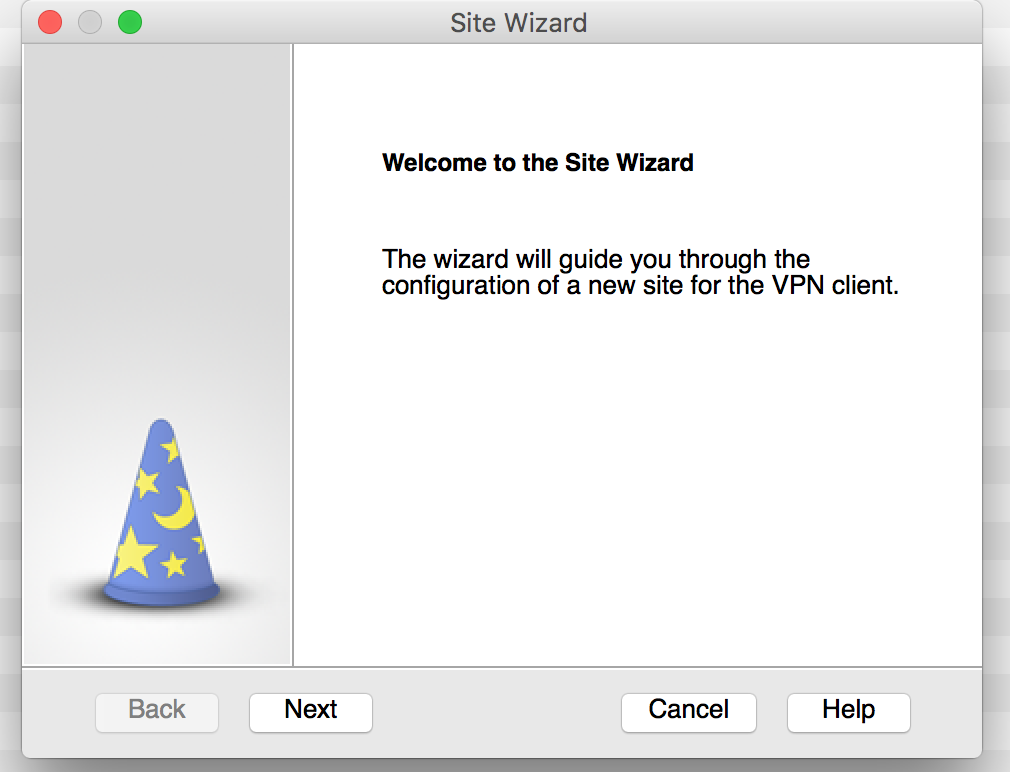 Site Wizard
Welcome to the Site Wizard
The wizard will guide you through the
configuration of a new site for the VPN client.
Back
Next
Cancel
Help